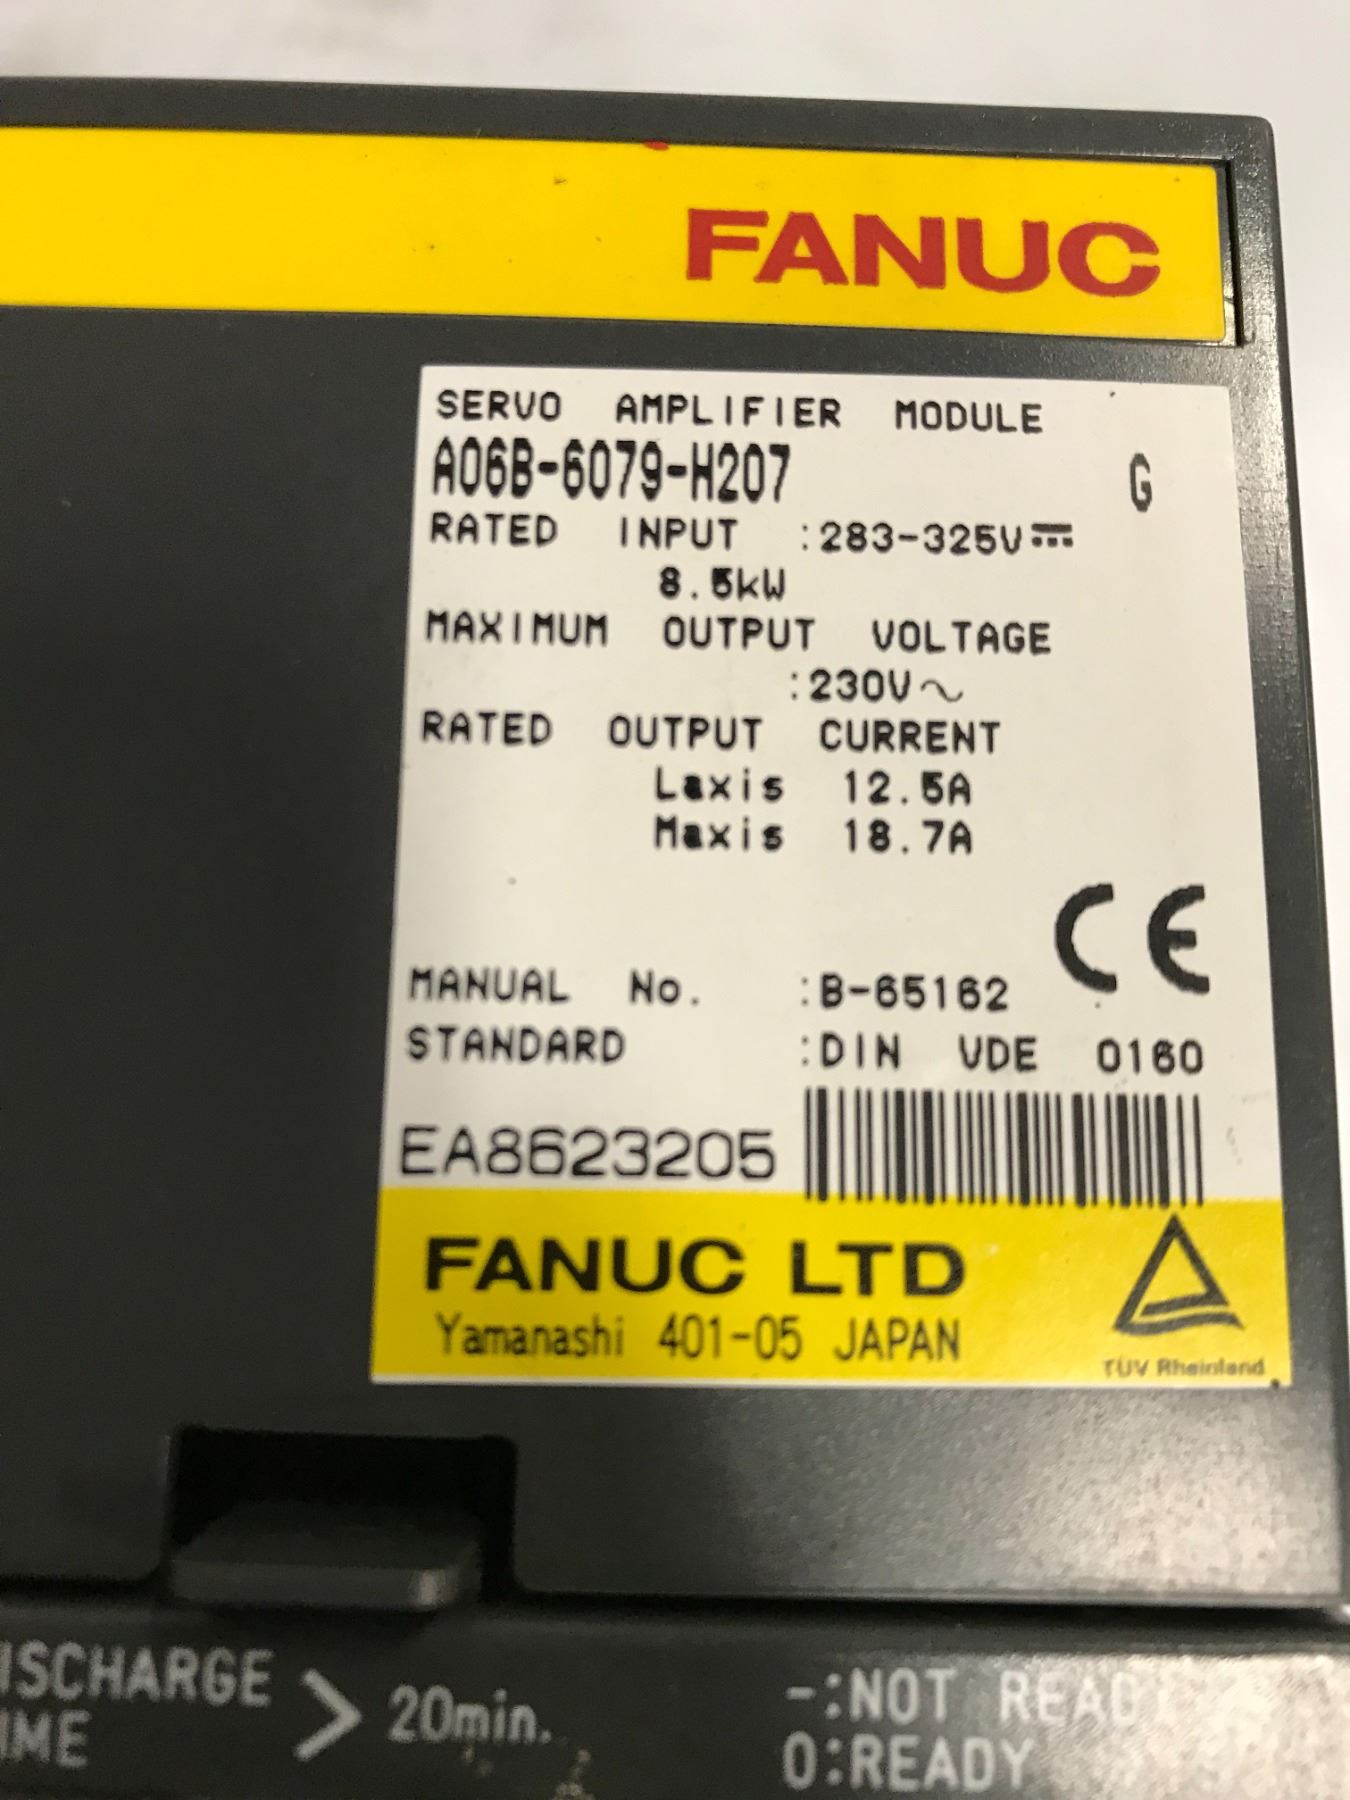 FANUC
SERVO AMPLIFIER MODULE
A06B-6079-H207 G
RATED INPUT :283-325V⎓
8.5kW
MAXIMUM OUTPUT VOLTAGE
:230V∿
RATED OUTPUT CURRENT
Laxis 12.5A
Maxis 18.7A
CE
MANUAL No. :B-65162
STANDARD :DIN VDE 0160
EA8623205
FANUC LTD
Yamanashi 401-05 JAPAN
TÜV Rheinland
ISCHARGE
IME > 20min.
-:NOT READY
0:READY